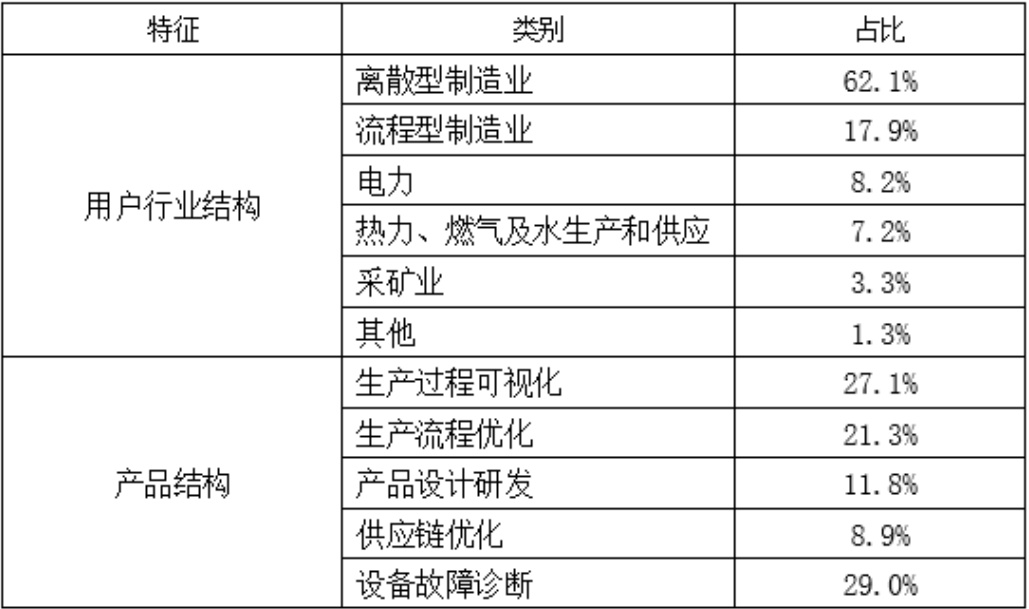 特征 类别 占比
用户行业结构 离散型制造业 62.1%
流程型制造业 17.9%
电力 8.2%
热力、燃气及水生产和供应 7.2%
采矿业 3.3%
其他 1.3%
产品结构 生产过程可视化 27.1%
生产流程优化 21.3%
产品设计研发 11.8%
供应链优化 8.9%
设备故障诊断 29.0%